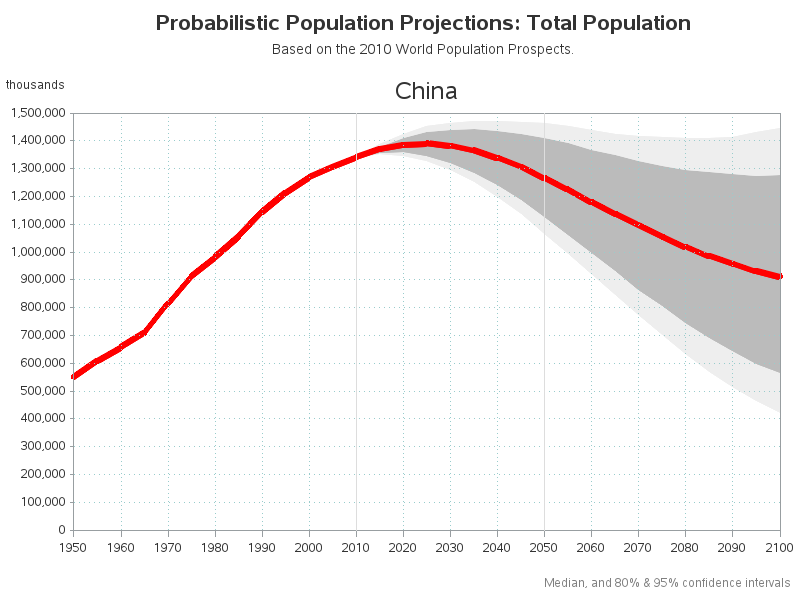 Probabilistic Population Projections: Total Population
Based on the 2010 World Population Prospects.
thousands
China
1,500,000
1,400,000
1,300,000
1,200,000
1,100,000
1,000,000
900,000
800,000
700,000
600,000
500,000
400,000
300,000
200,000
100,000
0
1950 1960 1970 1980 1990 2000 2010 2020 2030 2040 2050 2060 2070 2080 2090 2100
Median, and 80% & 95% confidence intervals